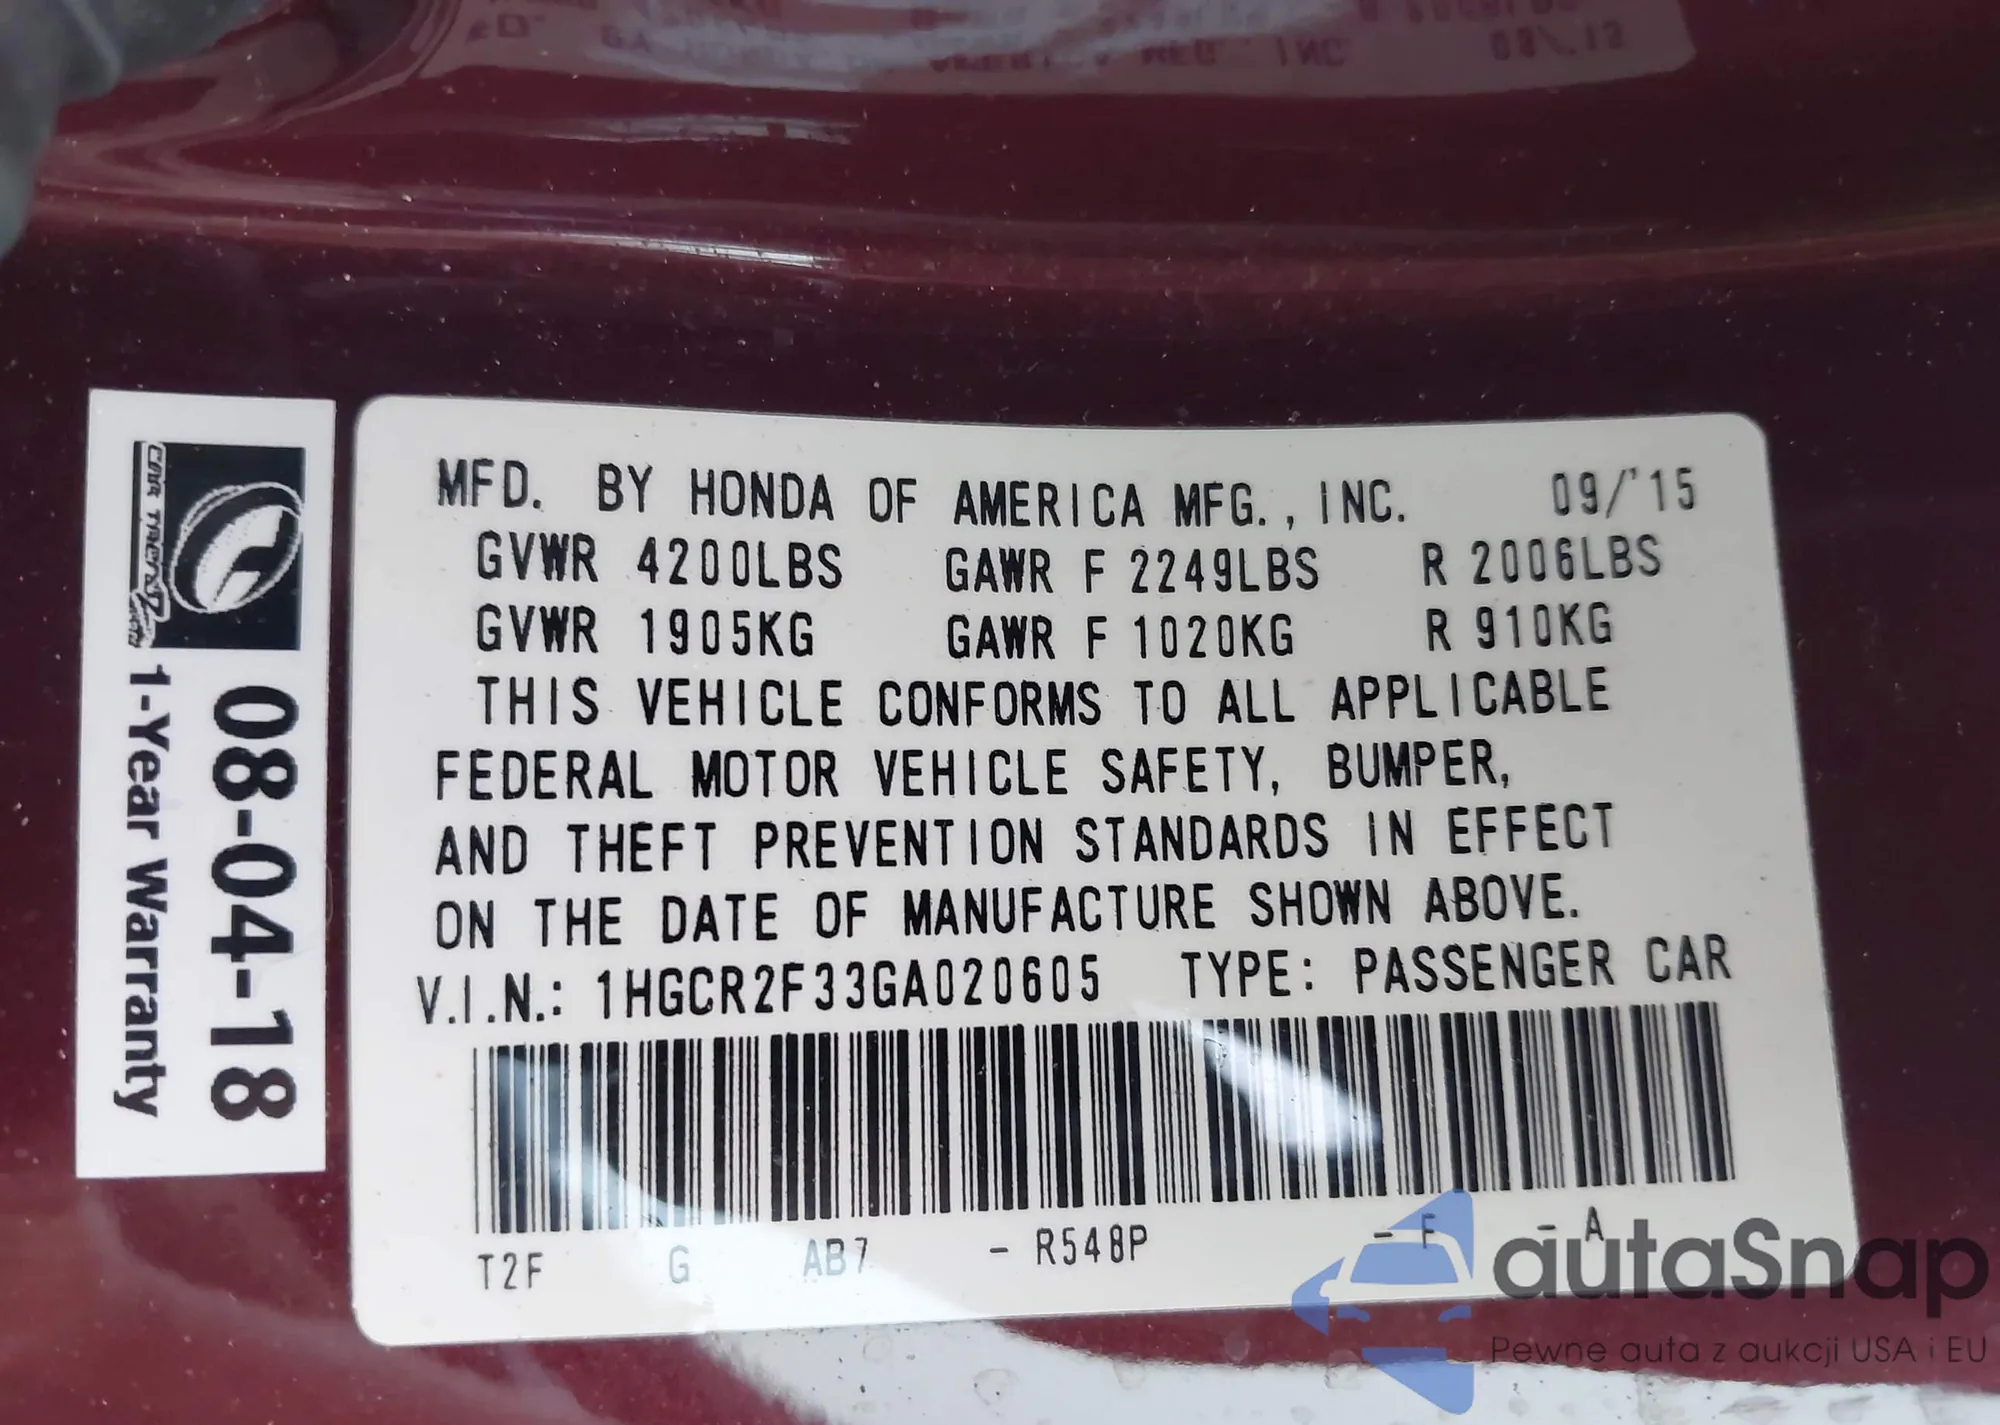 MFD. BY HONDA OF AMERICA MFG., INC. 09/'15
GVWR 4200LBS GAWR F 2249LBS R 2006LBS
GVWR 1905KG GAWR F 1020KG R 910KG
THIS VEHICLE CONFORMS TO ALL APPLICABLE
FEDERAL MOTOR VEHICLE SAFETY, BUMPER,
AND THEFT PREVENTION STANDARDS IN EFFECT
ON THE DATE OF MANUFACTURE SHOWN ABOVE.
V.I.N.: 1HGCR2F33GA020605 TYPE: PASSENGER CAR
T2F G AB7 - R548P - F - A
08-04-18
1-Year Warranty
autaSnap
Pewne auta z aukcji USA i EU